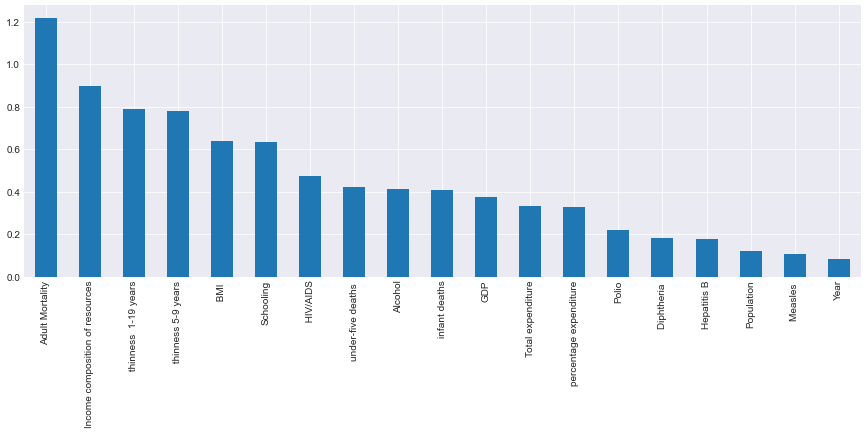 1.2
1.0
0.8
0.6
0.4
0.2
0.0
Adult Mortality
Income composition of resources
thinness  1-19 years
thinness 5-9 years
BMI
Schooling
HIV/AIDS
under-five deaths
Alcohol
infant deaths
GDP
Total expenditure
percentage expenditure
Polio
Diphtheria
Hepatitis B
Population
Measles
Year